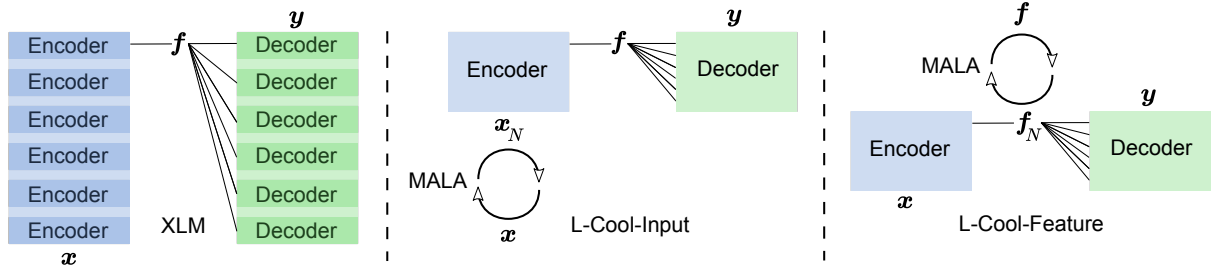 y
Encoder f Decoder
Encoder Decoder
Encoder Decoder
Encoder Decoder
Encoder Decoder
Encoder XLM Decoder
x
f
Encoder Decoder
x_N
MALA
x L-Cool-Input
f
MALA
y
f_N
Encoder Decoder
x
L-Cool-Feature